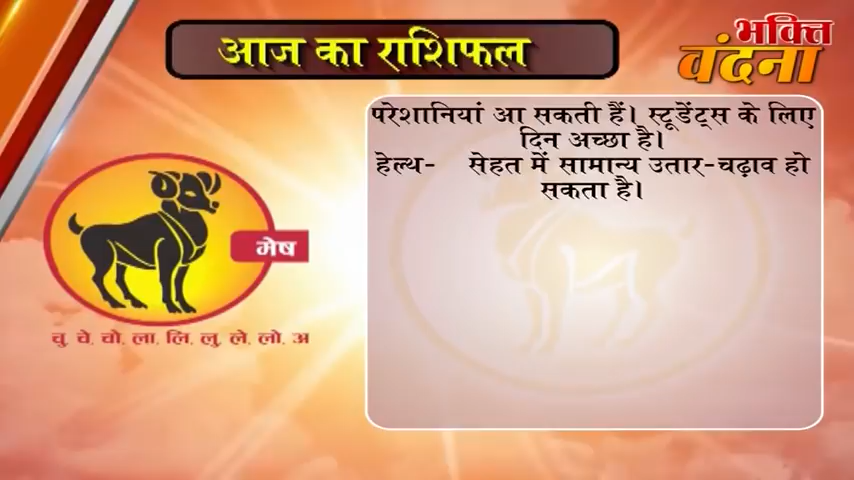 आज का राशिफल
भक्ति
वंदना
परेशानियां आ सकती हैं। स्टूडेंट्स के लिए
दिन अच्छा है।
हेल्थ- सेहत में सामान्य उतार-चढ़ाव हो
सकता है।
मेष
चु, चे, चो, ला, लि, लु, ले, लो, अ